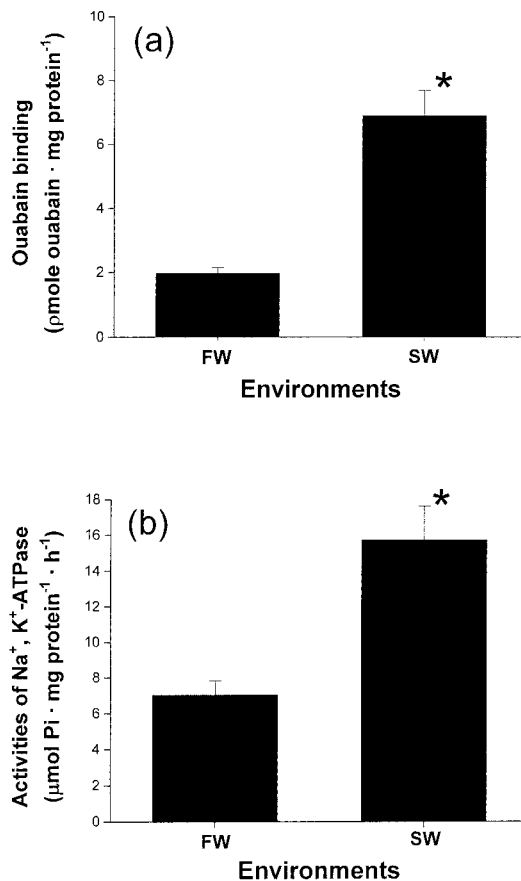 (a)
Ouabain binding
(ρmole ouabain · mg protein⁻¹)
10
8
6
4
2
0
*
FW
SW
Environments
(b)
Activities of Na⁺, K⁺-ATPase
(μmol Pi · mg protein⁻¹ · h⁻¹)
18
16
14
12
10
8
6
4
2
0
*
FW
SW
Environments